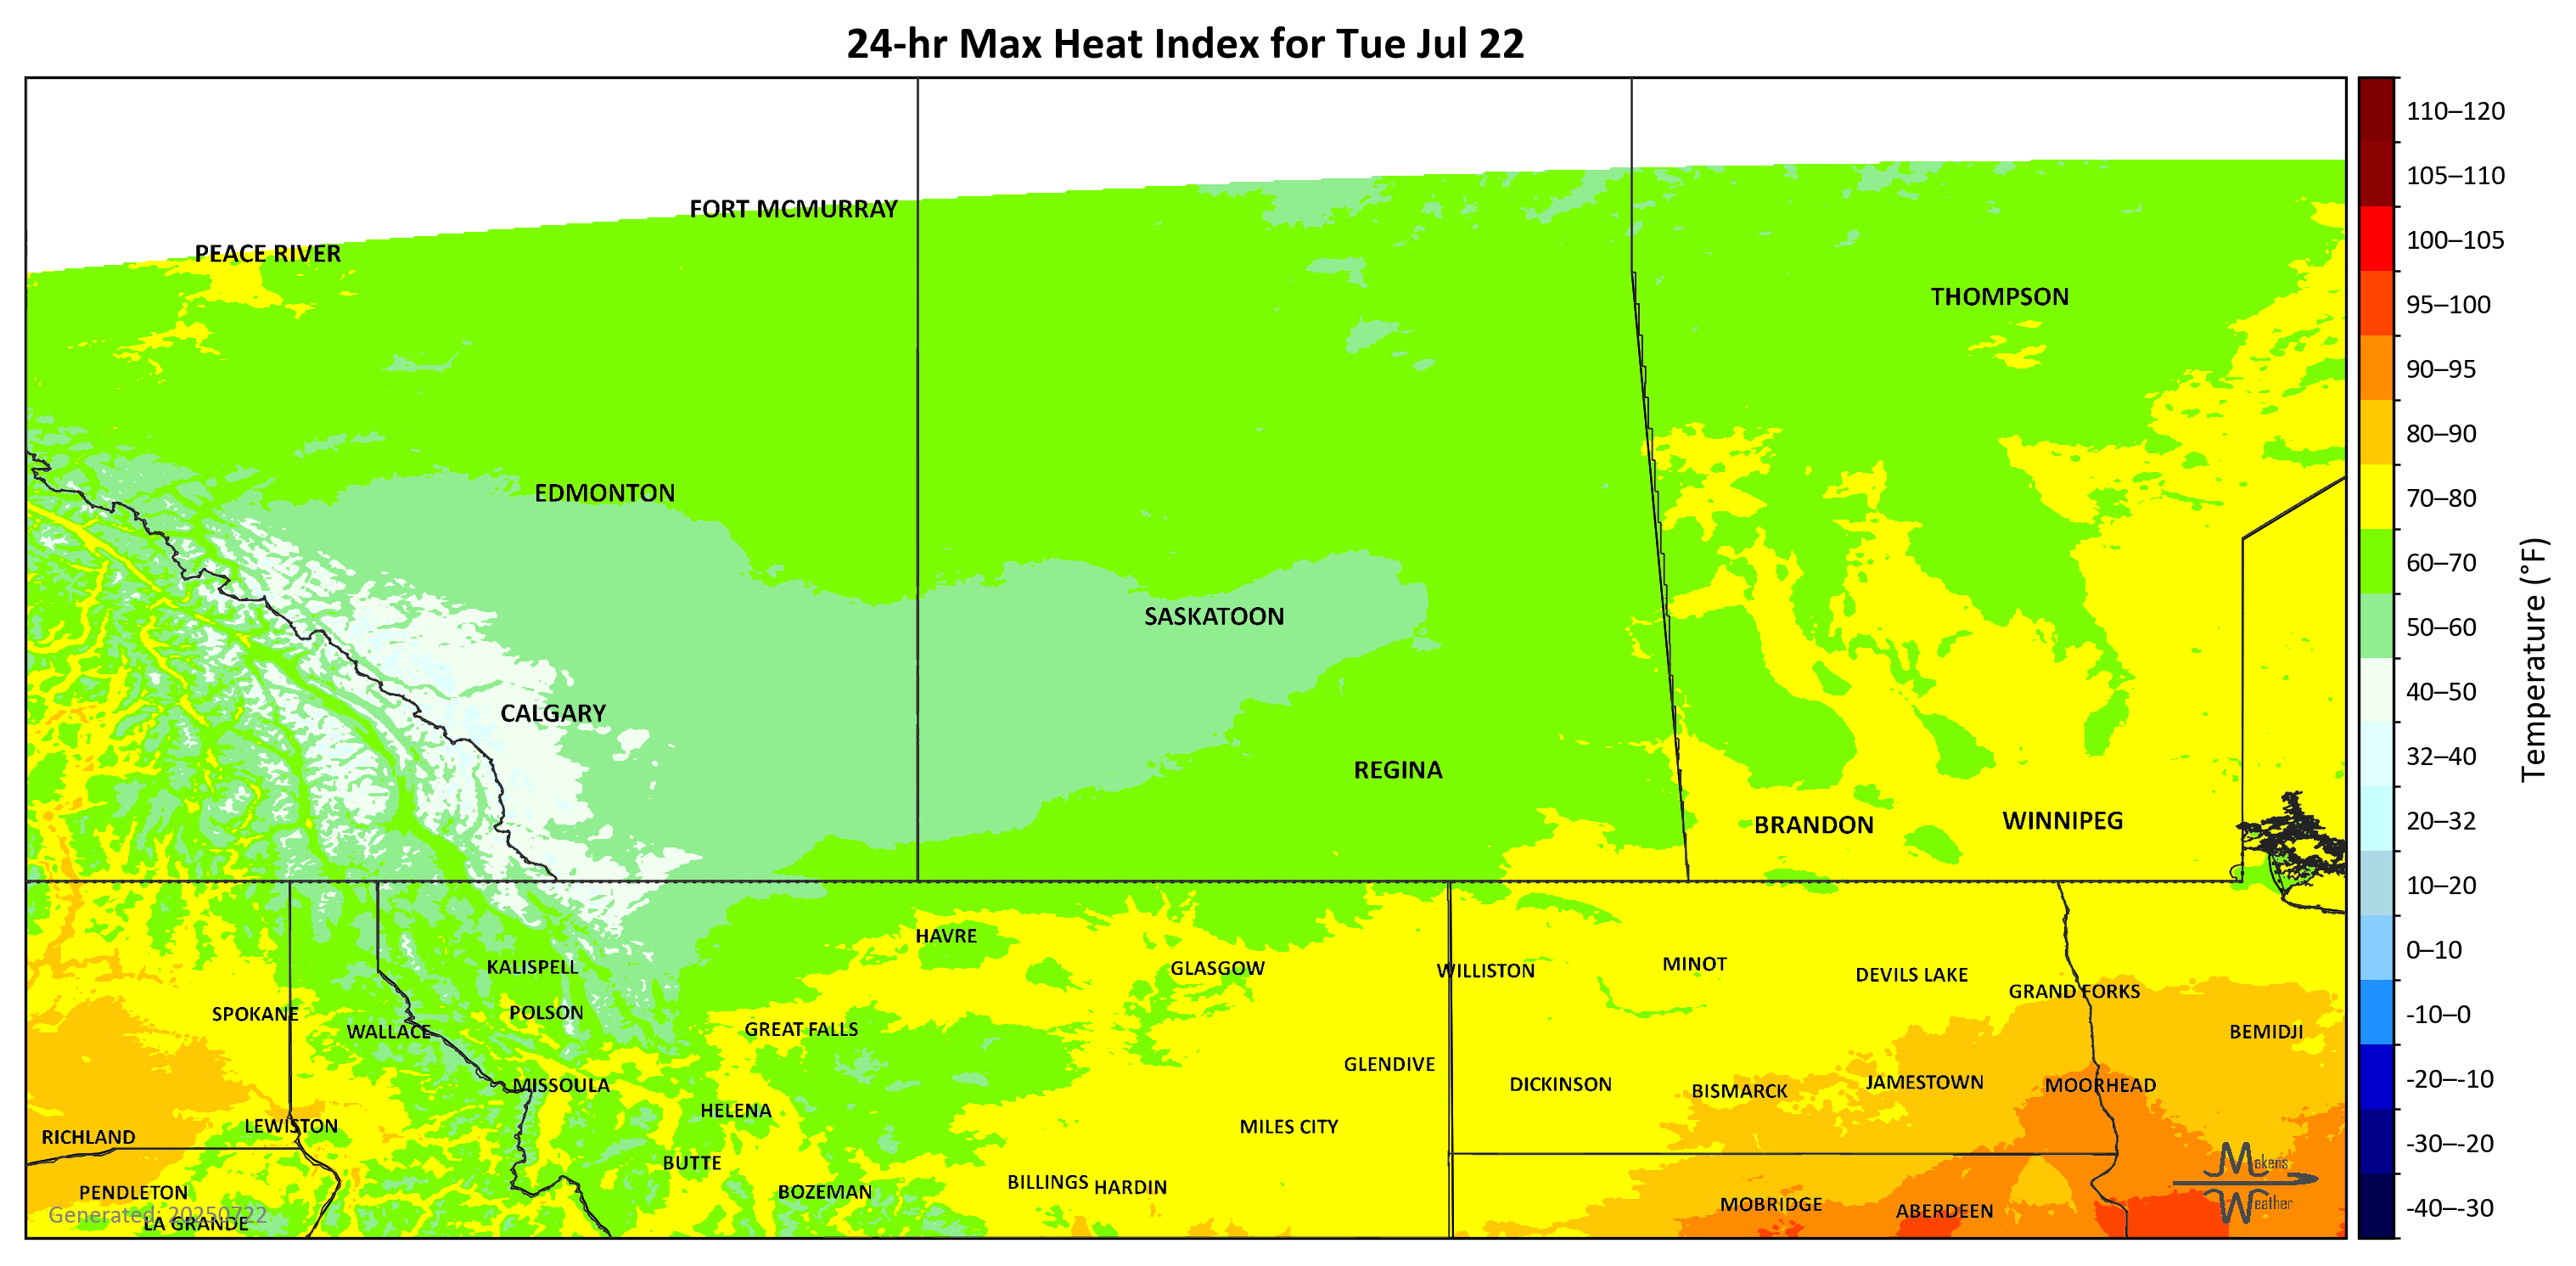 24-hr Max Heat Index for Tue Jul 22
FORT MCMURRAY
PEACE RIVER
THOMPSON
EDMONTON
SASKATOON
CALGARY
REGINA
BRANDON
WINNIPEG
HAVRE
KALISPELL
GLASGOW
WILLISTON
MINOT
DEVILS LAKE
GRAND FORKS
SPOKANE
POLSON
WALLACE
GREAT FALLS
BEMIDJI
GLENDIVE
MISSOULA
DICKINSON
BISMARCK
JAMESTOWN
MOORHEAD
HELENA
LEWISTON
MILES CITY
RICHLAND
BUTTE
BILLINGS
HARDIN
PENDLETON
BOZEMAN
MOBRIDGE
ABERDEEN
Generated: 20250722
LA GRANDE
Makens
Weather
110–120
105–110
100–105
95–100
90–95
80–90
70–80
60–70
50–60
40–50
32–40
20–32
10–20
0–10
-10–0
-20–-10
-30–-20
-40–-30
Temperature (°F)